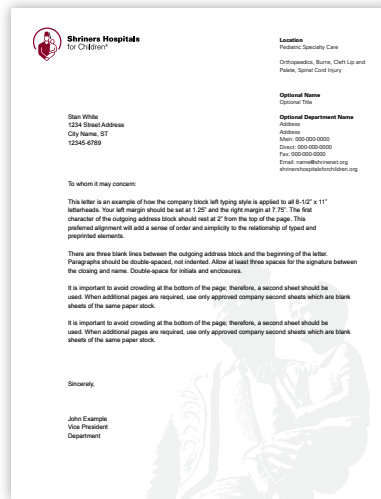 Shriners Hospitals
for Children®
Location
Pediatric Specialty Care
Orthopaedics, Burns, Cleft Lip and
Palate, Spinal Cord Injury
Optional Name
Optional Title
Optional Department Name
Address
Address
Main: 000-000-0000
Direct: 000-000-0000
Fax: 000-000-0000
Email: name@shrinenet.org
shrinershospitalsforchildren.org
Stan White
1234 Street Address
City Name, ST
12345-6789
To whom it may concern:
This letter is an example of how the company block left typing style is applied to all 8-1/2" x 11"
letterheads. Your left margin should be set at 1.25" and the right margin at 7.75". The first
character of the outgoing address block should rest at 2" from the top of the page. This
preferred alignment will add a sense of order and simplicity to the relationship of typed and
preprinted elements.
There are three blank lines between the outgoing address block and the beginning of the letter.
Paragraphs should be double-spaced, not indented. Allow at least three spaces for the signature between
the closing and name. Double-space for initials and enclosures.
It is important to avoid crowding at the bottom of the page; therefore, a second sheet should be
used. When additional pages are required, use only approved company second sheets which are blank
sheets of the same paper stock.
It is important to avoid crowding at the bottom of the page; therefore, a second sheet should be
used. When additional pages are required, use only approved company second sheets which are blank
sheets of the same paper stock.
Sincerely,
John Example
Vice President
Department